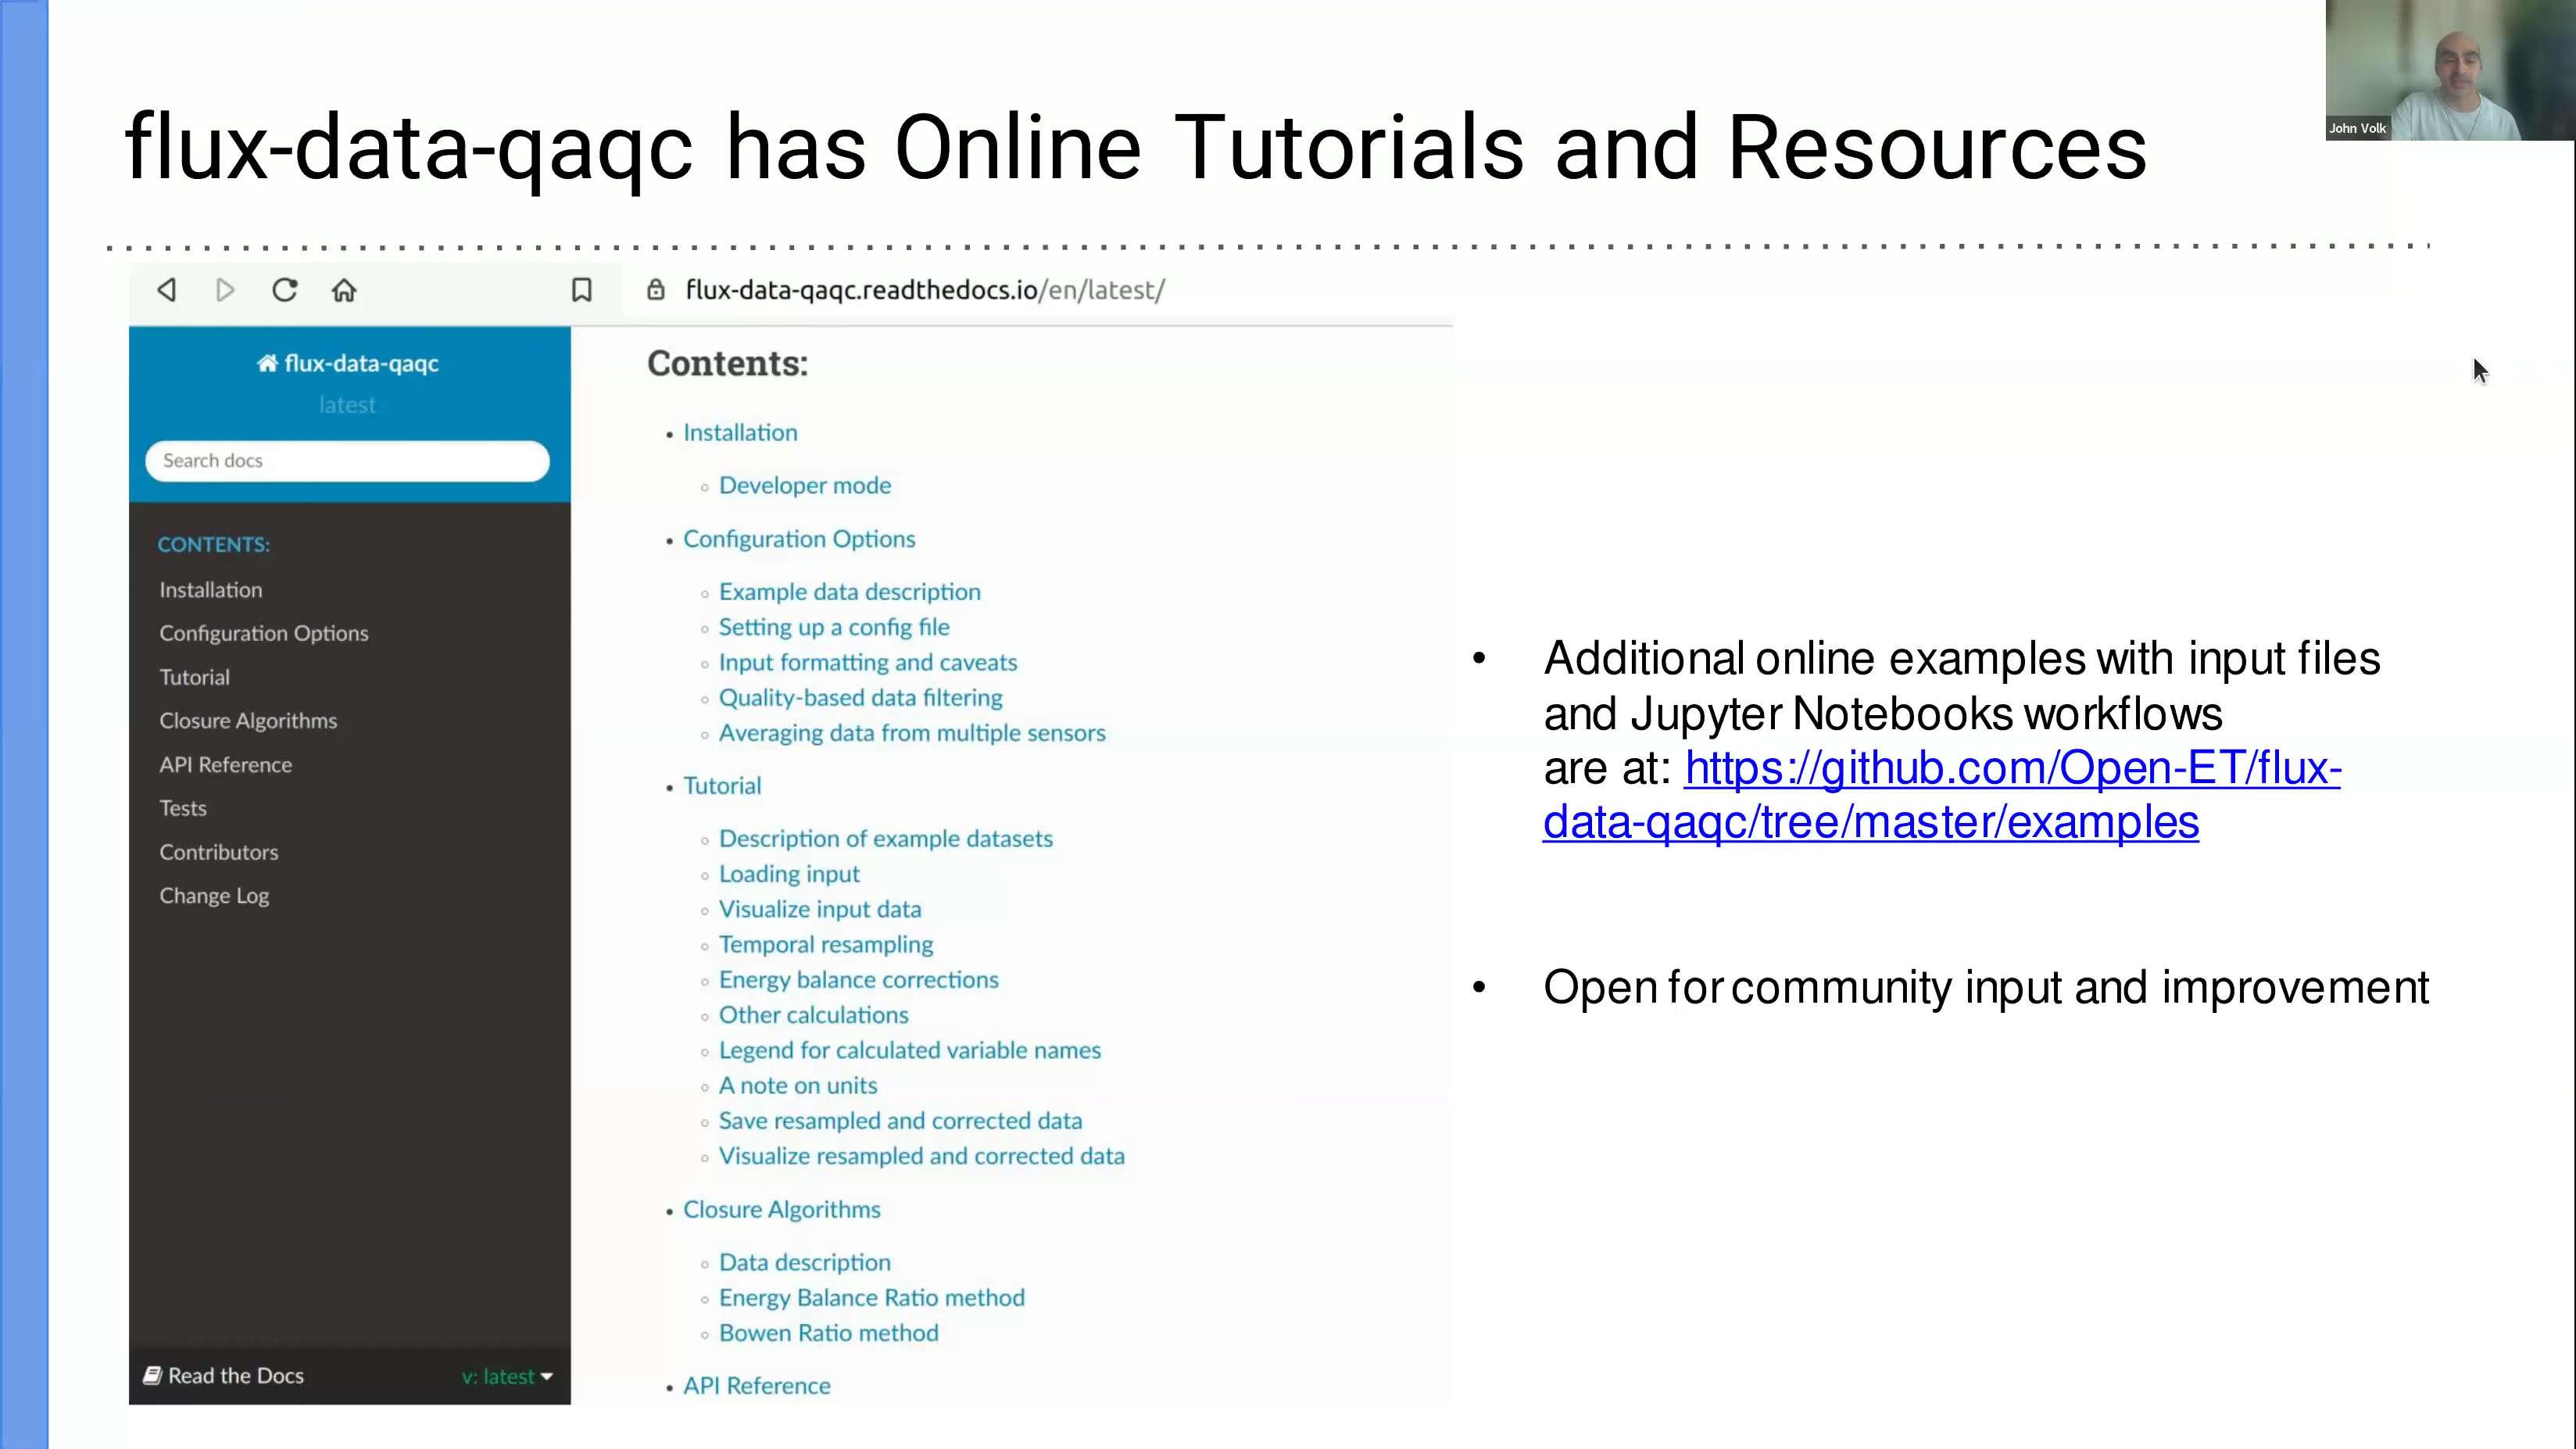 John Volk
flux-data-qaqc has Online Tutorials and Resources
flux-data-qaqc.readthedocs.io/en/latest/
flux-data-qaqc
latest
Search docs
CONTENTS:
Installation
Configuration Options
Tutorial
Closure Algorithms
API Reference
Tests
Contributors
Change Log
Read the Docs
v: latest
Contents:
• Installation
◦ Developer mode
• Configuration Options
◦ Example data description
◦ Setting up a config file
◦ Input formatting and caveats
◦ Quality-based data filtering
◦ Averaging data from multiple sensors
• Tutorial
◦ Description of example datasets
◦ Loading input
◦ Visualize input data
◦ Temporal resampling
◦ Energy balance corrections
◦ Other calculations
◦ Legend for calculated variable names
◦ A note on units
◦ Save resampled and corrected data
◦ Visualize resampled and corrected data
• Closure Algorithms
◦ Data description
◦ Energy Balance Ratio method
◦ Bowen Ratio method
• API Reference
• Additional online examples with input files
and Jupyter Notebooks workflows
are at: https://github.com/Open-ET/flux-
data-qaqc/tree/master/examples
• Open for community input and improvement